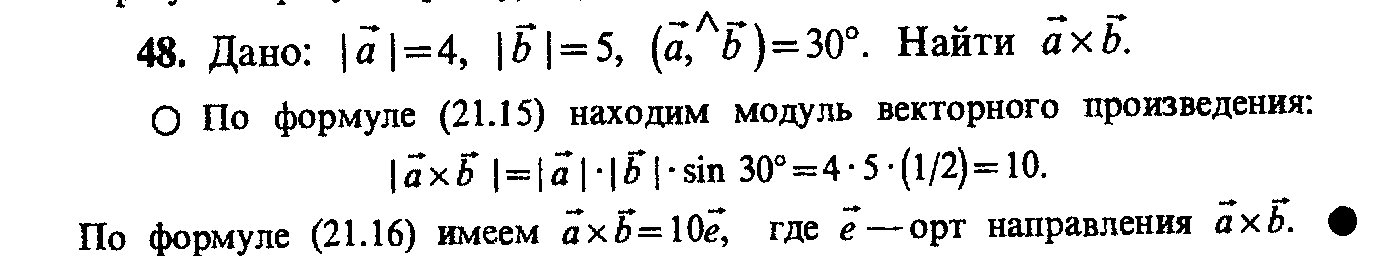 48. Дано: |a⃗|=4, |b⃗|=5, (a⃗,^b⃗)=30°. Найти a⃗×b⃗.
○ По формуле (21.15) находим модуль векторного произведения:
|a⃗×b⃗|=|a⃗|·|b⃗|·sin 30°=4·5·(1/2)=10.
По формуле (21.16) имеем a⃗×b⃗=10e⃗, где e⃗—орт направления a⃗×b⃗. ●